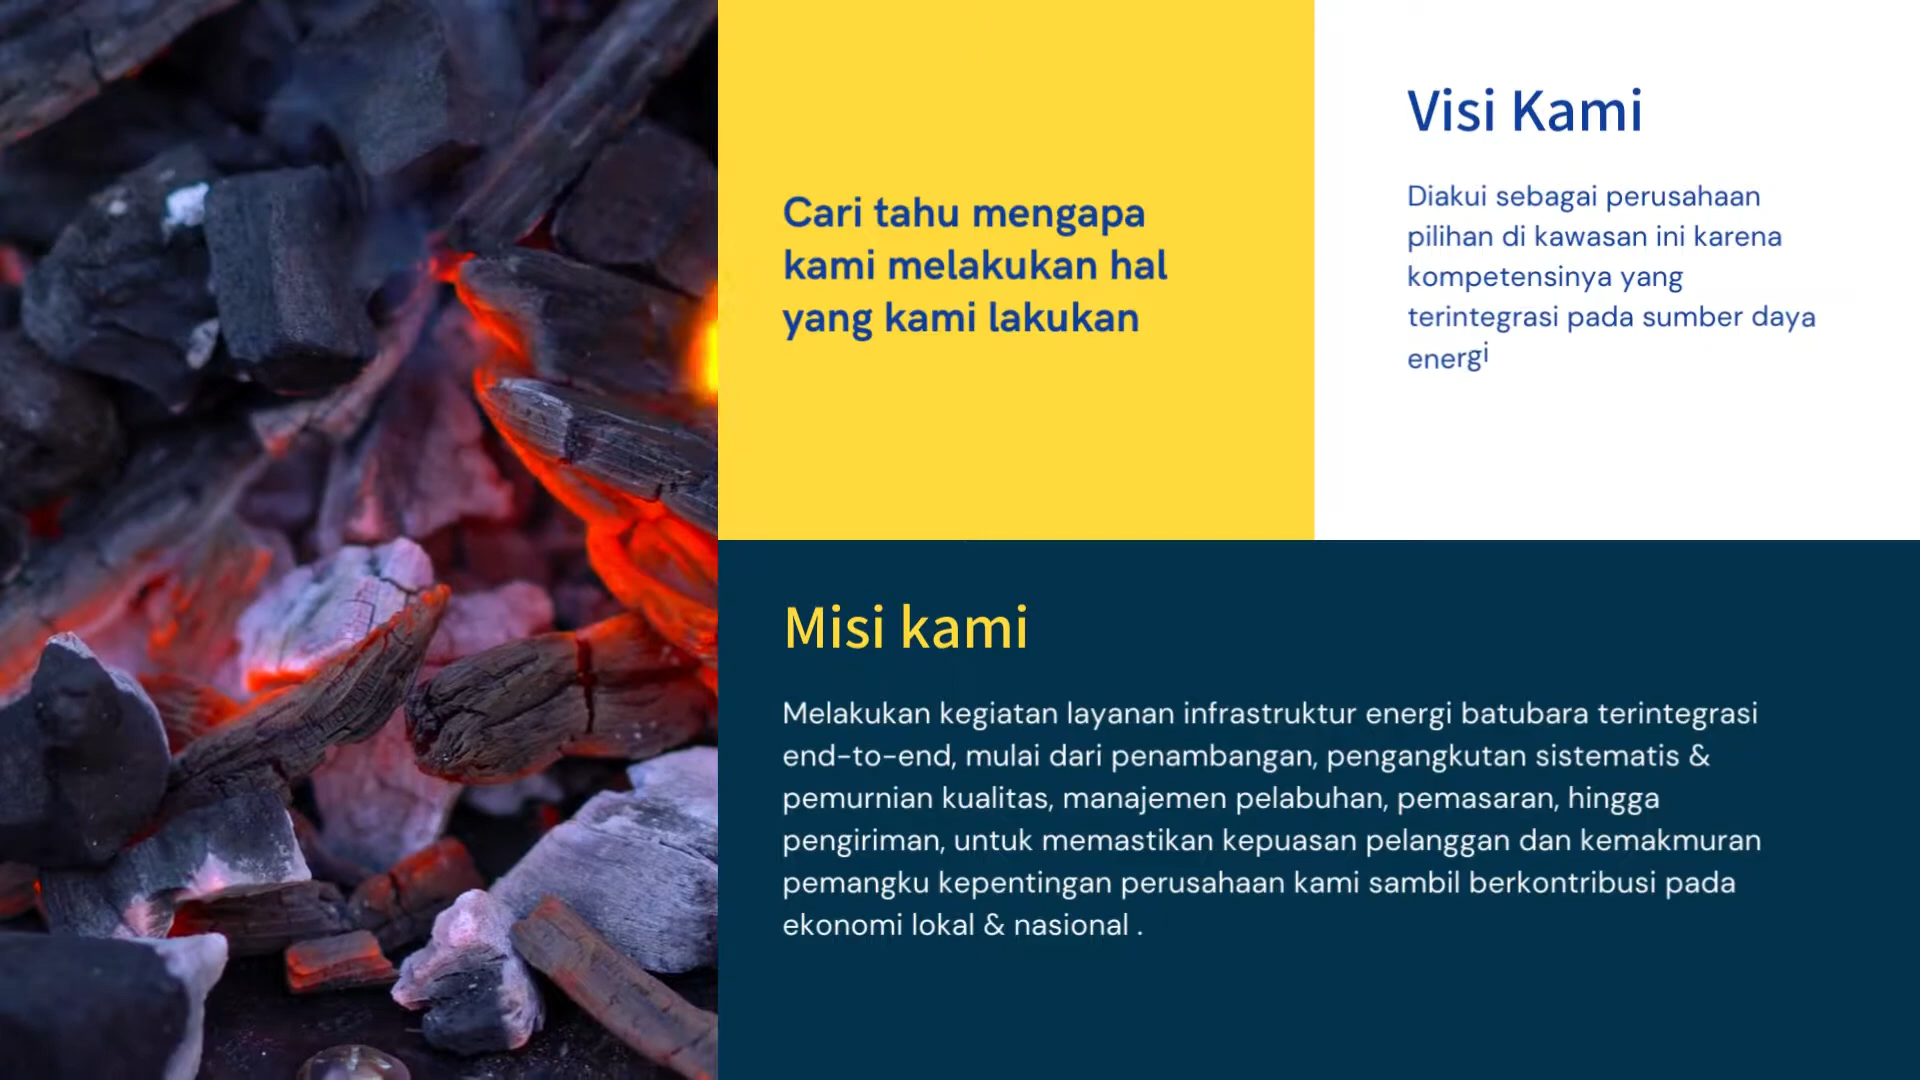 Cari tahu mengapa
kami melakukan hal
yang kami lakukan
Visi Kami
Diakui sebagai perusahaan
pilihan di kawasan ini karena
kompetensinya yang
terintegrasi pada sumber daya
energi
Misi kami
Melakukan kegiatan layanan infrastruktur energi batubara terintegrasi
end-to-end, mulai dari penambangan, pengangkutan sistematis &
pemurnian kualitas, manajemen pelabuhan, pemasaran, hingga
pengiriman, untuk memastikan kepuasan pelanggan dan kemakmuran
pemangku kepentingan perusahaan kami sambil berkontribusi pada
ekonomi lokal & nasional .